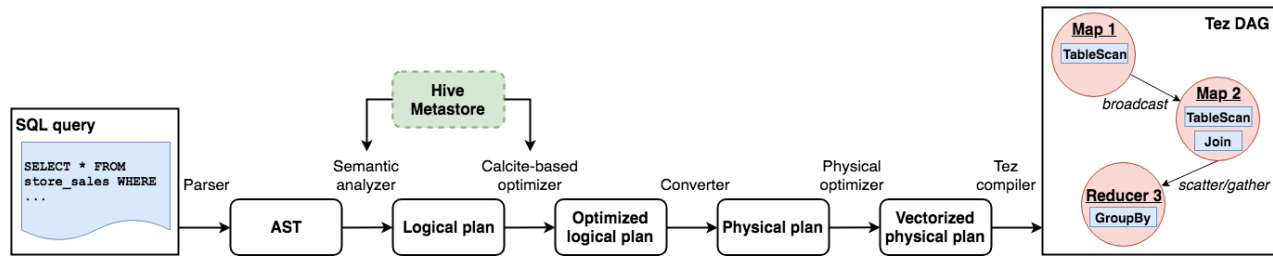 SQL query
SELECT * FROM
store_sales WHERE
...
Parser
AST
Hive
Metastore
Semantic
analyzer
Logical plan
Calcite-based
optimizer
Optimized
logical plan
Converter
Physical plan
Physical
optimizer
Vectorized
physical plan
Tez
compiler
Tez DAG
Map 1
TableScan
broadcast
Map 2
TableScan
Join
scatter/gather
Reducer 3
GroupBy